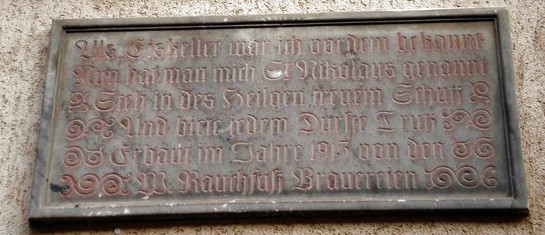 Als Eiskeller war ich vordem bekannt
Nun hat man mich St Nikolaus genannt
Steh in des Heilgen treuem Schutz
Und biete jedem Durste Trutz
Erbaut im Jahre 1913 von den
W. Rauchfuß Brauereien